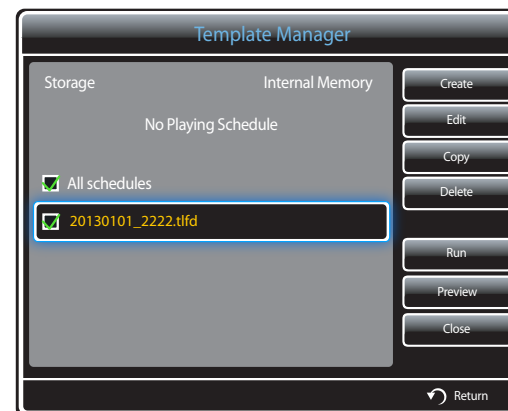 Template Manager
Storage Internal Memory
No Playing Schedule
All schedules
20130101_2222.tlfd
Create
Edit
Copy
Delete
Run
Preview
Close
Return